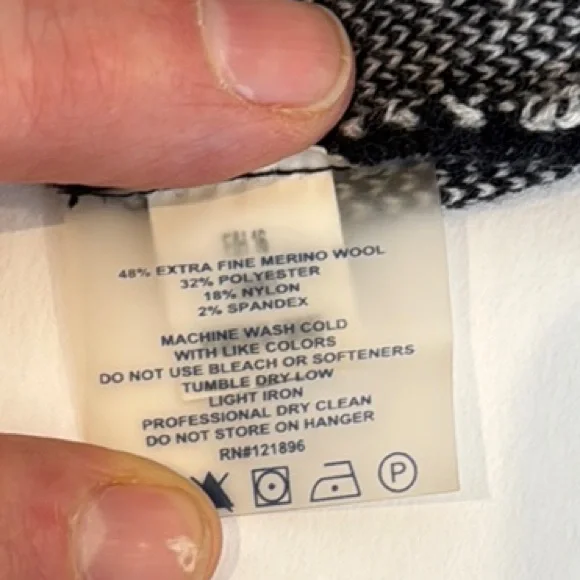 48% EXTRA FINE MERINO WOOL
32% POLYESTER
18% NYLON
2% SPANDEX
MACHINE WASH COLD
WITH LIKE COLORS
DO NOT USE BLEACH OR SOFTENERS
TUMBLE DRY LOW
LIGHT IRON
PROFESSIONAL DRY CLEAN
DO NOT STORE ON HANGER
RN#121896
P